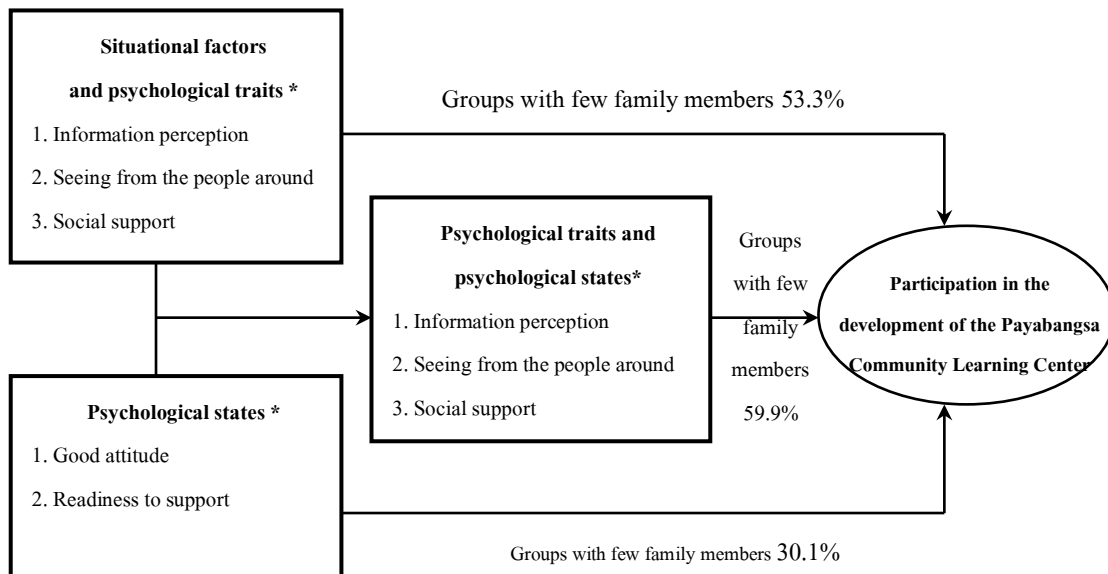 Situational factors
and psychological traits *
1. Information perception
2. Seeing from the people around
3. Social support
Groups with few family members 53.3%
Psychological traits and
psychological states*
1. Information perception
2. Seeing from the people around
3. Social support
Groups
with few
family
members
59.9%
Participation in the
development of the Payabangsa
Community Learning Center
Psychological states *
1. Good attitude
2. Readiness to support
Groups with few family members 30.1%